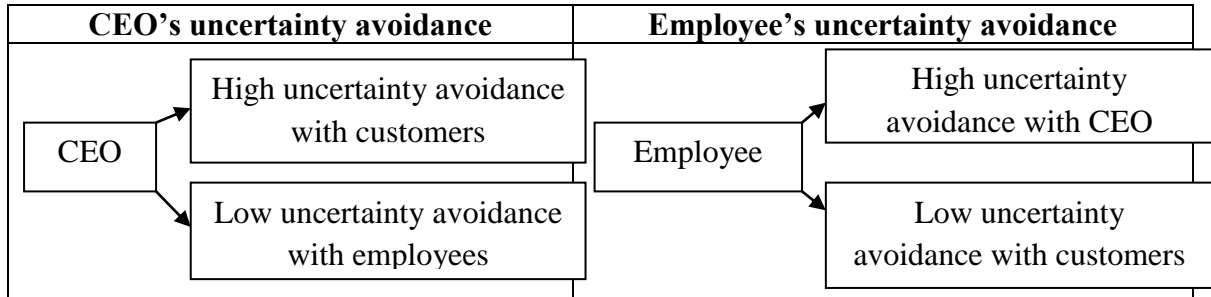 CEO’s uncertainty avoidance
Employee’s uncertainty avoidance
CEO
High uncertainty avoidance
with customers
Low uncertainty avoidance
with employees
Employee
High uncertainty
avoidance with CEO
Low uncertainty
avoidance with customers